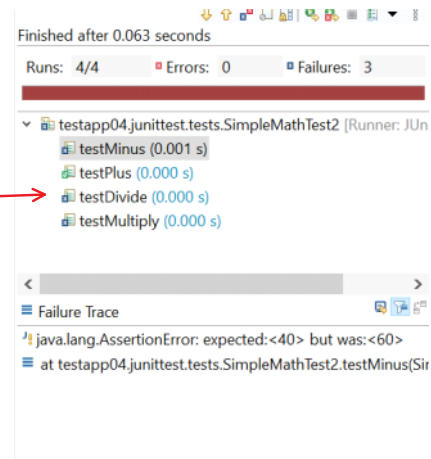 Finished after 0.063 seconds
Runs: 4/4 Errors: 0 Failures: 3
testapp04.junittest.tests.SimpleMathTest2 [Runner: JUn
testMinus (0.001 s)
testPlus (0.000 s)
testDivide (0.000 s)
testMultiply (0.000 s)
Failure Trace
java.lang.AssertionError: expected:<40> but was:<60>
at testapp04.junittest.tests.SimpleMathTest2.testMinus(Sir